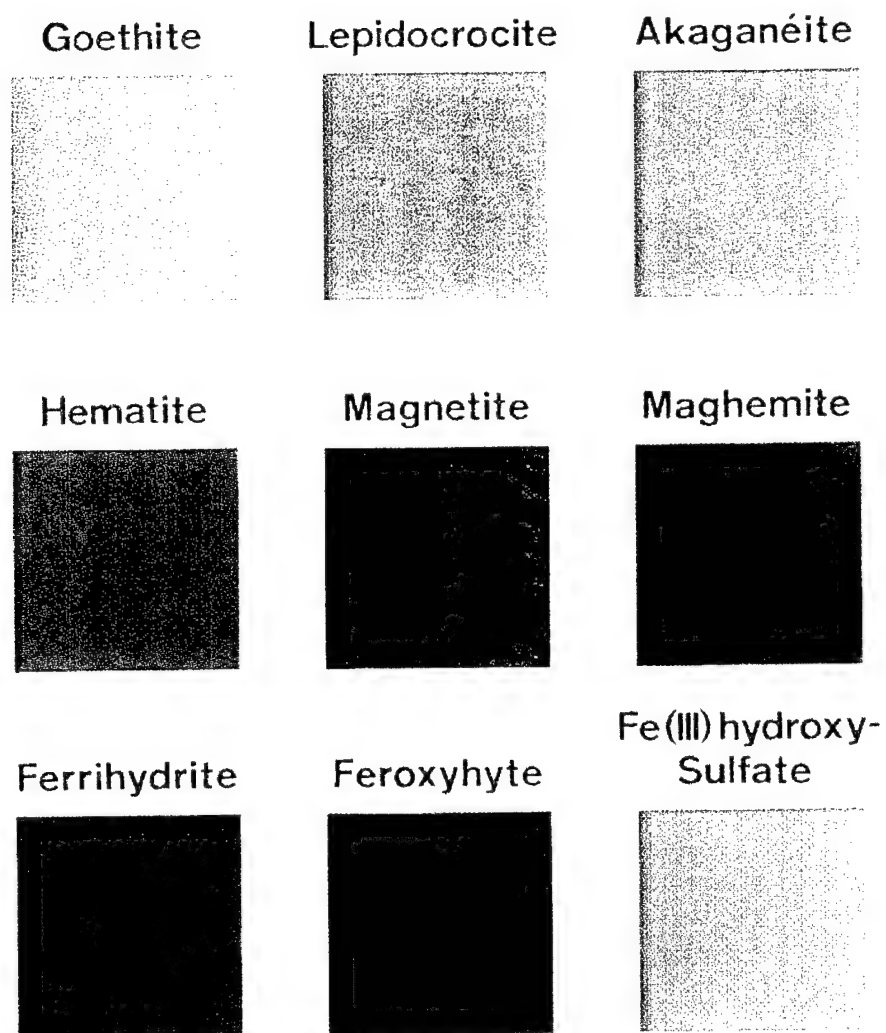 Goethite
Lepidocrocite
Akaganéite
Hematite
Magnetite
Maghemite
Ferrihydrite
Feroxyhyte
Fe(III) hydroxy-
Sulfate